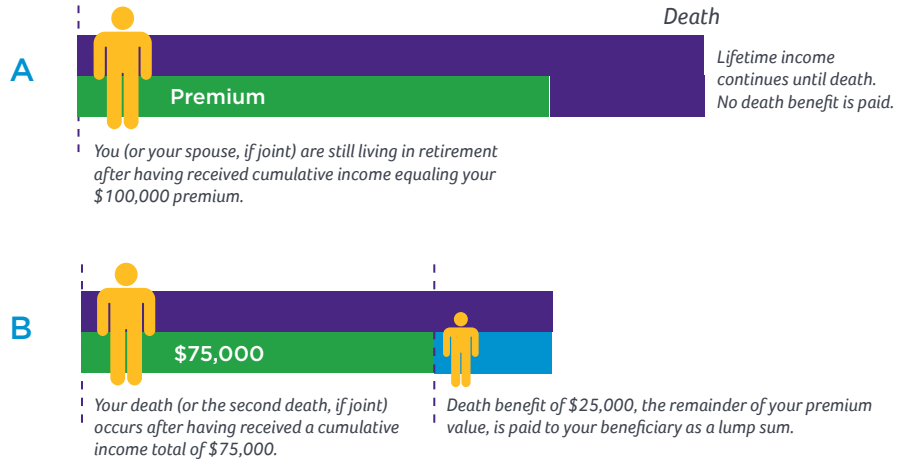 Death
A
Premium
Lifetime income
continues until death.
No death benefit is paid.
You (or your spouse, if joint) are still living in retirement
after having received cumulative income equaling your
$100,000 premium.
B
$75,000
Your death (or the second death, if joint)
occurs after having received a cumulative
income total of $75,000.
Death benefit of $25,000, the remainder of your premium
value, is paid to your beneficiary as a lump sum.